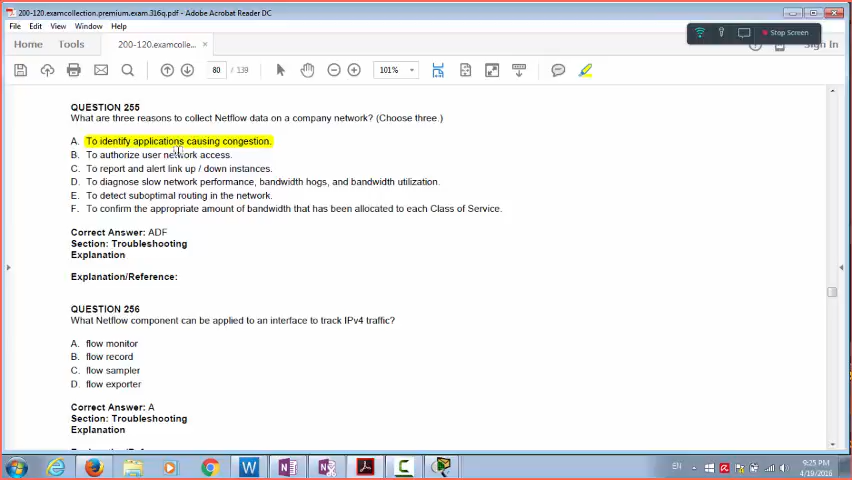 200-120.examcollection.premium.exam.316q.pdf - Adobe Acrobat Reader DC
File Edit View Window Help
Stop Screen
Home Tools 200-120.examcolle... × Sign In
80 / 139 101%
QUESTION 255
What are three reasons to collect Netflow data on a company network? (Choose three.)
A. To identify applications causing congestion.
B. To authorize user network access.
C. To report and alert link up / down instances.
D. To diagnose slow network performance, bandwidth hogs, and bandwidth utilization.
E. To detect suboptimal routing in the network.
F. To confirm the appropriate amount of bandwidth that has been allocated to each Class of Service.
Correct Answer: ADF
Section: Troubleshooting
Explanation
Explanation/Reference:
QUESTION 256
What Netflow component can be applied to an interface to track IPv4 traffic?
A. flow monitor
B. flow record
C. flow sampler
D. flow exporter
Correct Answer: A
Section: Troubleshooting
Explanation
EN 9:25 PM
4/19/2016